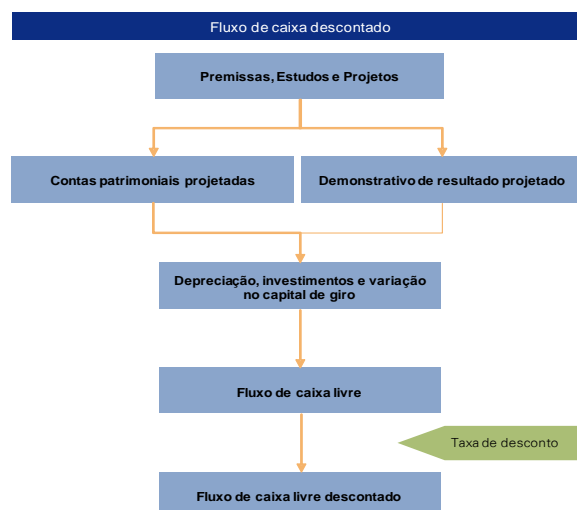 Fluxo de caixa descontado
Premissas, Estudos e Projetos
Contas patrimoniais projetadas
Demonstrativo de resultado projetado
Depreciação, investimentos e variação
no capital de giro
Fluxo de caixa livre
Taxa de desconto
Fluxo de caixa livre descontado